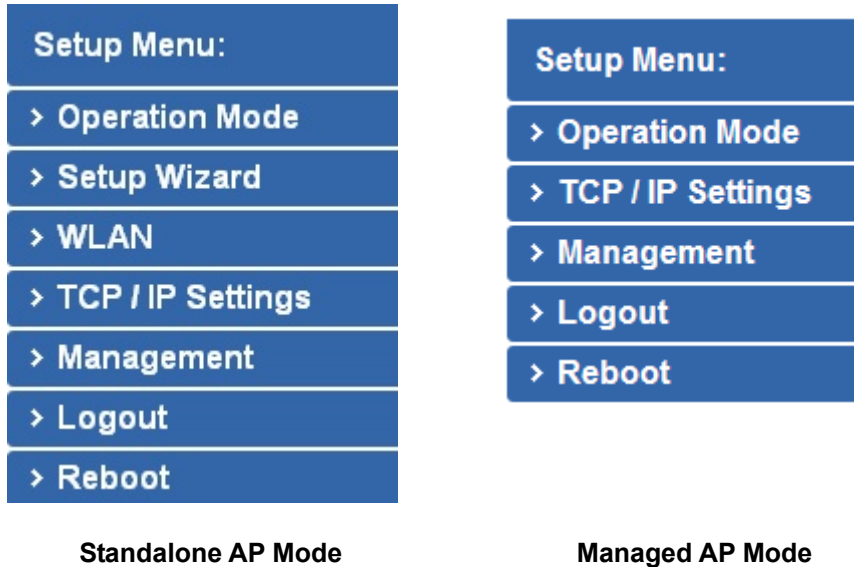 Setup Menu:
> Operation Mode
> Setup Wizard
> WLAN
> TCP / IP Settings
> Management
> Logout
> Reboot
Standalone AP Mode
Setup Menu:
> Operation Mode
> TCP / IP Settings
> Management
> Logout
> Reboot
Managed AP Mode